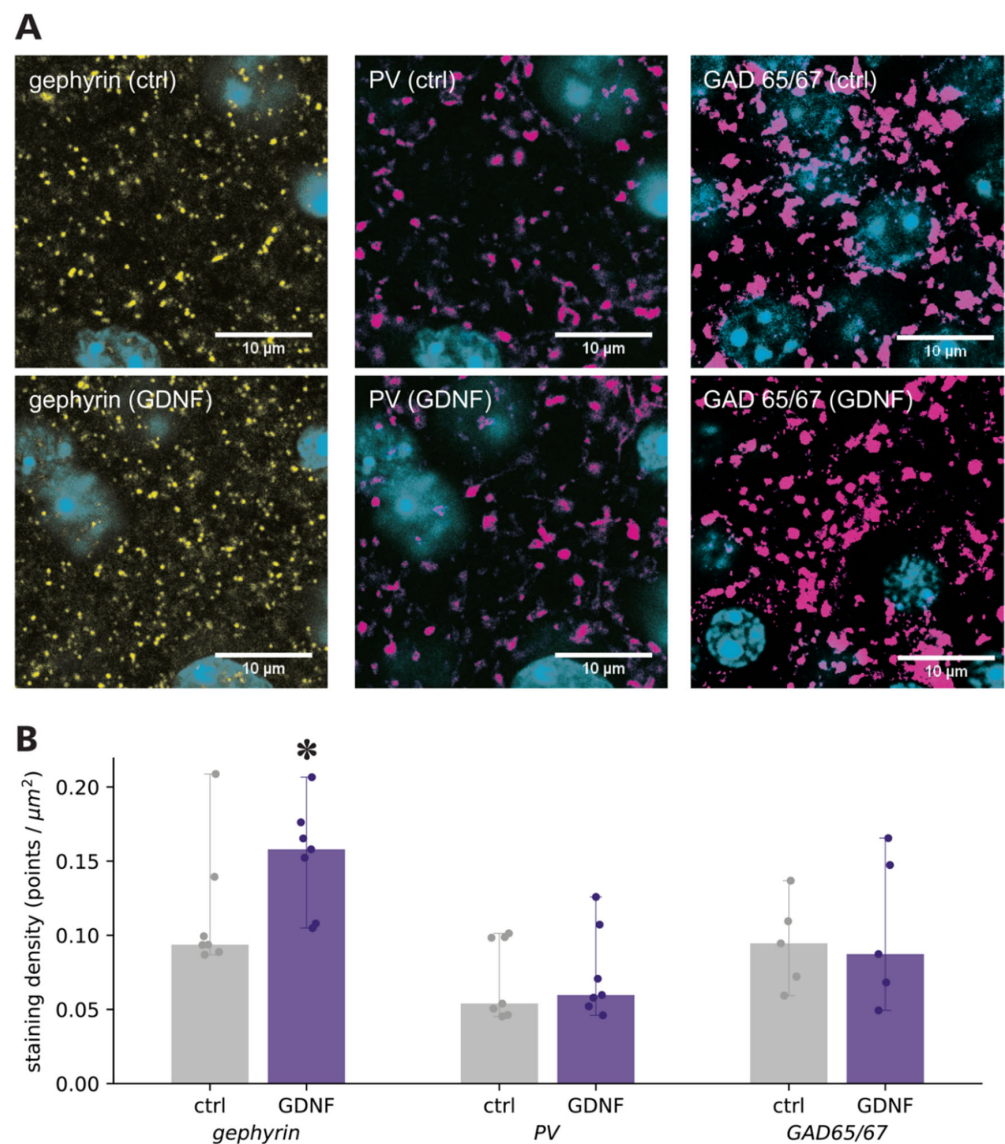 A
gephyrin (ctrl)
PV (ctrl)
GAD 65/67 (ctrl)
10 µm
10 µm
10 µm
gephyrin (GDNF)
PV (GDNF)
GAD 65/67 (GDNF)
10 µm
10 µm
10 µm
B
*
staining density (points / µm²)
0.20
0.15
0.10
0.05
0.00
ctrl GDNF ctrl GDNF ctrl GDNF
gephyrin PV GAD65/67